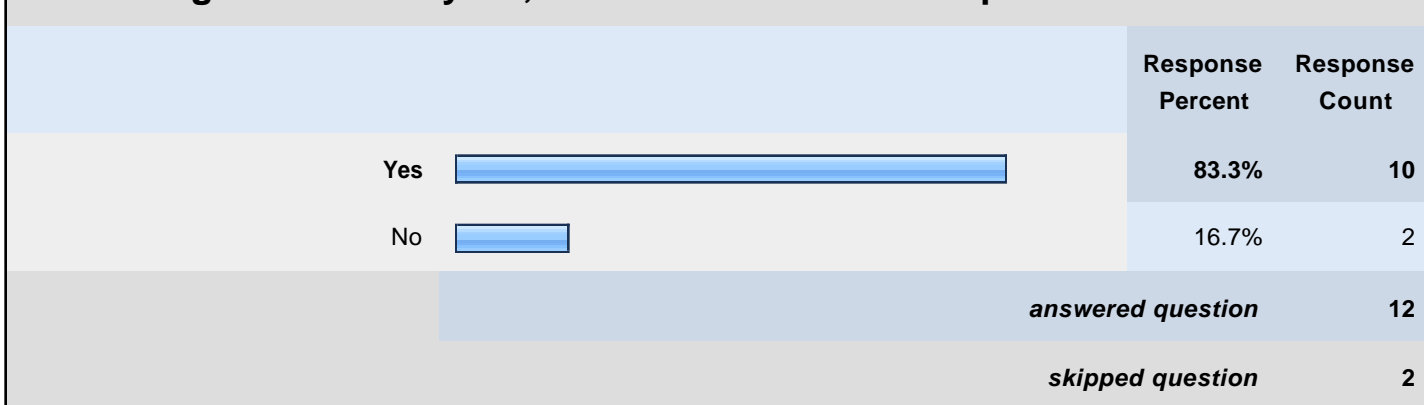 Response Percent Response Count
Yes 83.3% 10
No 16.7% 2
answered question 12
skipped question 2